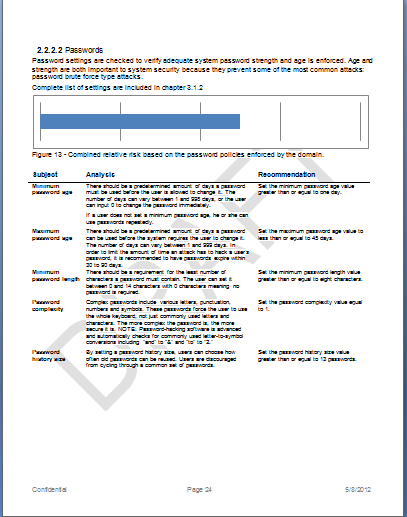 2.2.2.2 Passwords
Password settings are checked to verify adequate system password strength and age is enforced. Age and
strength are both important to system security because they prevent some of the most common attacks:
password brute force type attacks.
Complete list of settings are included in chapter 3.1.2
Figure 13 - Combined relative risk based on the password policies enforced by the domain.
Subject Analysis Recommendation
Minimum password age
There should be a predetermined amount of days a password
must be used before the user is allowed to change it. The
number of days can vary between 1 and 998 days, or the user
can input 0 to change the password immediately.
If a user does not set a minimum password age, he or she can
use passwords repeatedly.
Set the minimum password age value
greater than or equal to one day.
Maximum password age
There should be a predetermined amount of days a password
can be used before the system requires the user to change it.
The number of days can vary between 1 and 999 days. In
order to limit the amount of time an attack has to hack a user's
password, it is recommended to have passwords expire within
30 to 90 days.
Set the maximum password age value to
less than or equal to 45 days.
Minimum password length
There should be a requirement for the least number of
characters a password must contain. The user can set it
between 0 and 14 characters with 0 characters meaning no
password is required.
Set the minimum password length value
greater than or equal to eight characters.
Password complexity
Complex passwords include various letters, punctuation,
numbers and symbols. These passwords force the user to use
the whole keyboard, not just commonly used letters and
characters. The more complex the password is, the more
secure it is. NOTE: Password-hacking software is advanced
and automatically checks for commonly used letter-to-symbol
conversions including "and" to "&" and "to" to "2."
Set the password complexity value equal
to 1.
Password history size
By setting a password history size, users can choose how
often old passwords can be reused. Users are discouraged
from cycling through a common set of passwords.
Set the password history size value
greater than or equal to 12 passwords.
DRAFT
Confidential Page 24 5/8/2012